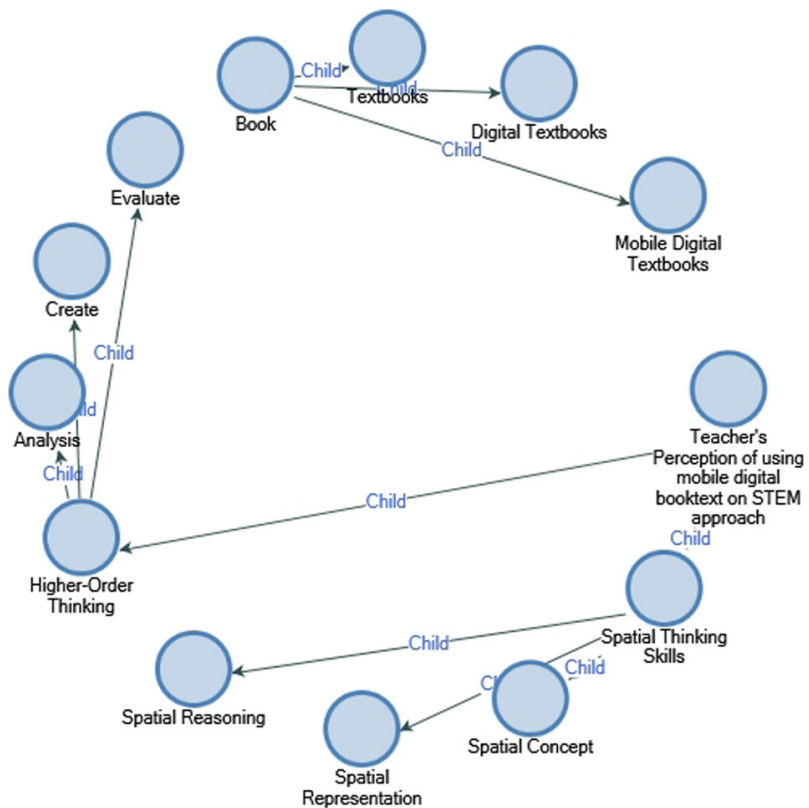 Child
Child
Textbooks
Book
Digital Textbooks
Child
Evaluate
Mobile Digital
Textbooks
Create
Child
Analysis
Child
Teacher's
Perception of using
mobile digital
booktext on STEM
approach
Child
Child
Higher-Order
Thinking
Child
Spatial Thinking
Skills
Child
Spatial Reasoning
Spatial Concept
Spatial
Representation